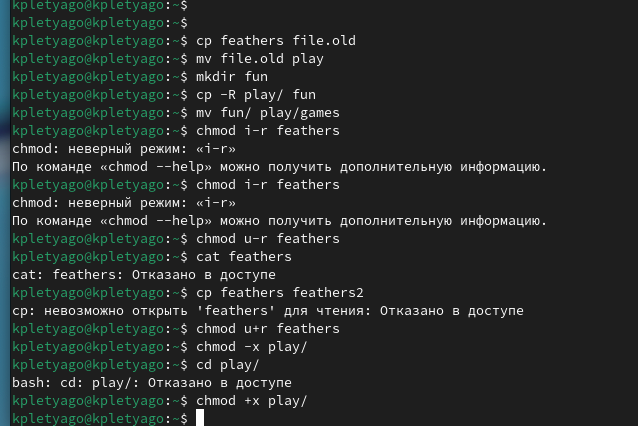 kpletyago@kpletyago:~$
kpletyago@kpletyago:~$
kpletyago@kpletyago:~$ cp feathers file.old
kpletyago@kpletyago:~$ mv file.old play
kpletyago@kpletyago:~$ mkdir fun
kpletyago@kpletyago:~$ cp -R play/ fun
kpletyago@kpletyago:~$ mv fun/ play/games
kpletyago@kpletyago:~$ chmod i-r feathers
chmod: неверный режим: «i-r»
По команде «chmod --help» можно получить дополнительную информацию.
kpletyago@kpletyago:~$ chmod i-r feathers
chmod: неверный режим: «i-r»
По команде «chmod --help» можно получить дополнительную информацию.
kpletyago@kpletyago:~$ chmod u-r feathers
kpletyago@kpletyago:~$ cat feathers
cat: feathers: Отказано в доступе
kpletyago@kpletyago:~$ cp feathers feathers2
cp: невозможно открыть 'feathers' для чтения: Отказано в доступе
kpletyago@kpletyago:~$ chmod u+r feathers
kpletyago@kpletyago:~$ chmod -x play/
kpletyago@kpletyago:~$ cd play/
bash: cd: play/: Отказано в доступе
kpletyago@kpletyago:~$ chmod +x play/
kpletyago@kpletyago:~$